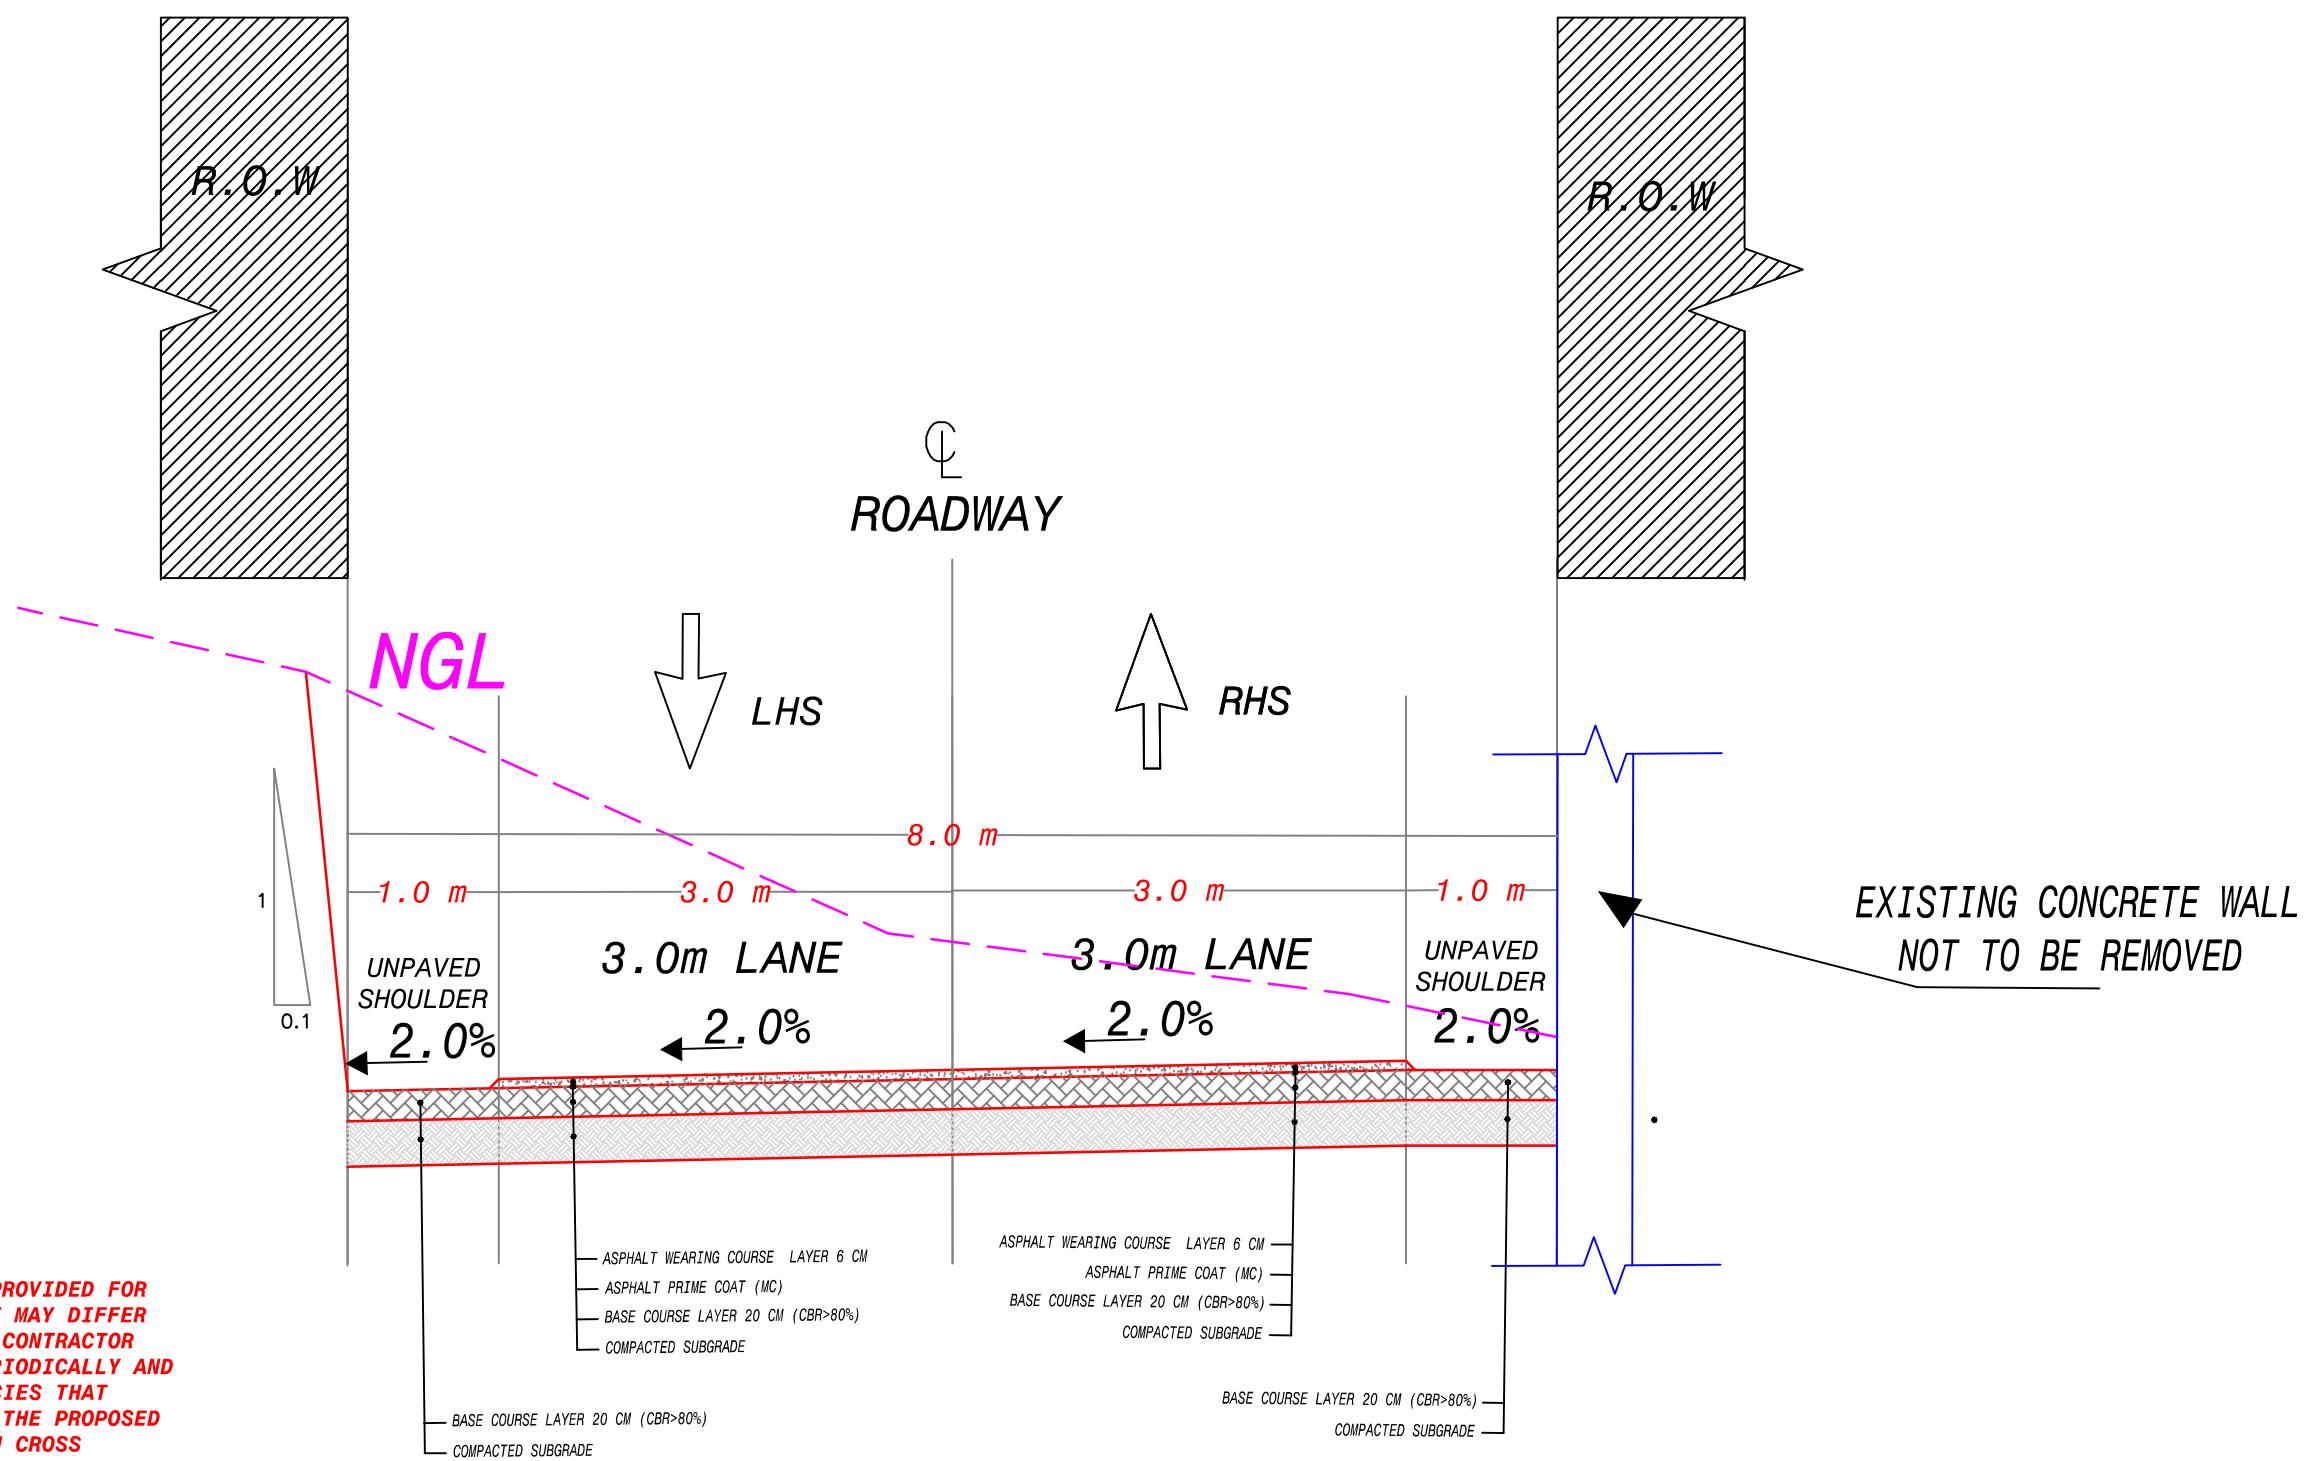 R.O.W
R.O.W
CL
ROADWAY
NGL
LHS
RHS
8.0 m
1.0 m
3.0 m
3.0 m
1.0 m
1
0.1
UNPAVED
SHOULDER
2.0%
3.0m LANE
2.0%
3.0m LANE
2.0%
UNPAVED
SHOULDER
2.0%
EXISTING CONCRETE WALL
NOT TO BE REMOVED
ASPHALT WEARING COURSE LAYER 6 CM
ASPHALT PRIME COAT (MC)
BASE COURSE LAYER 20 CM (CBR>80%)
COMPACTED SUBGRADE
ASPHALT WEARING COURSE LAYER 6 CM
ASPHALT PRIME COAT (MC)
BASE COURSE LAYER 20 CM (CBR>80%)
COMPACTED SUBGRADE
BASE COURSE LAYER 20 CM (CBR>80%)
COMPACTED SUBGRADE
BASE COURSE LAYER 20 CM (CBR>80%)
COMPACTED SUBGRADE
PROVIDED FOR
MAY DIFFER
CONTRACTOR
AND
THAT
THE PROPOSED
CROSS